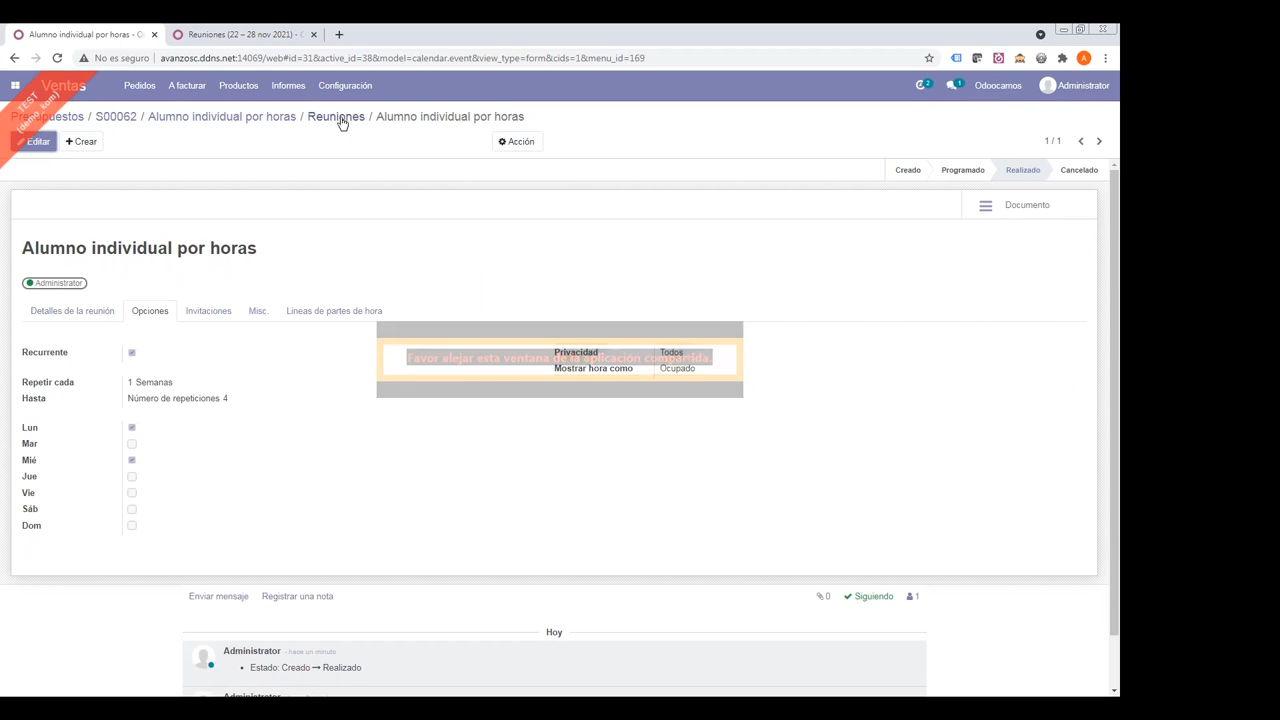 Alumno individual por horas - O
Reuniones (22 – 28 nov 2021) - O
No es seguro
avanzosc.ddns.net:14069/web#id=31&active_id=38&model=calendar.event&view_type=form&cids=1&menu_id=169
Ventas
Pedidos
A facturar
Productos
Informes
Configuración
2
1
Odoocamos
A
Administrator
TEST
(demo_kom)
Presupuestos / S00062 / Alumno individual por horas / Reuniones / Alumno individual por horas
Editar
Crear
Acción
1 / 1
Creado
Programado
Realizado
Cancelado
Documento
Alumno individual por horas
Administrator
Detalles de la reunión
Opciones
Invitaciones
Misc.
Lineas de partes de hora
Recurrente
Privacidad
Todos
Favor alejar esta ventana de la aplicación compartida.
Mostrar hora como
Ocupado
Repetir cada
1 Semanas
Hasta
Número de repeticiones 4
Lun
Mar
Mié
Jue
Vie
Sáb
Dom
Enviar mensaje
Registrar una nota
0
Siguiendo
1
Hoy
Administrator - hace un minuto
Estado: Creado → Realizado
Administrator